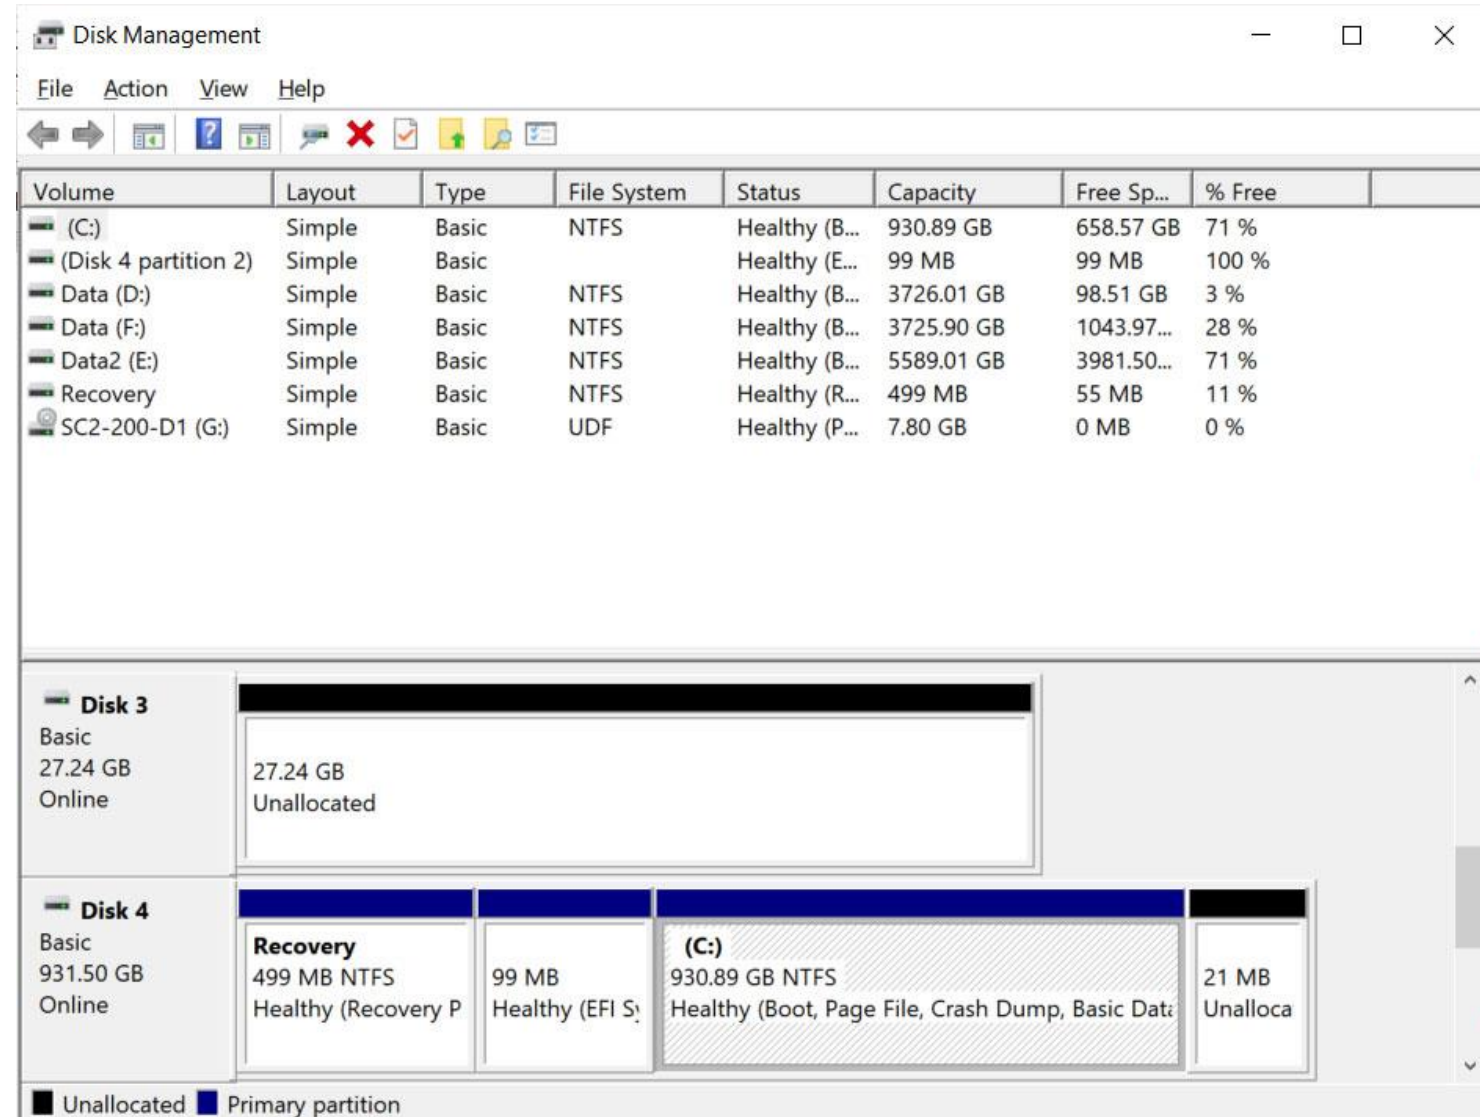 Disk Management
File Action View Help
Volume Layout Type File System Status Capacity Free Sp... % Free
(C:) Simple Basic NTFS Healthy (B... 930.89 GB 658.57 GB 71 %
(Disk 4 partition 2) Simple Basic Healthy (E... 99 MB 99 MB 100 %
Data (D:) Simple Basic NTFS Healthy (B... 3726.01 GB 98.51 GB 3 %
Data (F:) Simple Basic NTFS Healthy (B... 3725.90 GB 1043.97... 28 %
Data2 (E:) Simple Basic NTFS Healthy (B... 5589.01 GB 3981.50... 71 %
Recovery Simple Basic NTFS Healthy (R... 499 MB 55 MB 11 %
SC2-200-D1 (G:) Simple Basic UDF Healthy (P... 7.80 GB 0 MB 0 %
Disk 3
Basic
27.24 GB
Online
27.24 GB
Unallocated
Disk 4
Basic
931.50 GB
Online
Recovery
499 MB NTFS
Healthy (Recovery P
99 MB
Healthy (EFI Sy
(C:)
930.89 GB NTFS
Healthy (Boot, Page File, Crash Dump, Basic Data
21 MB
Unalloca
Unallocated Primary partition